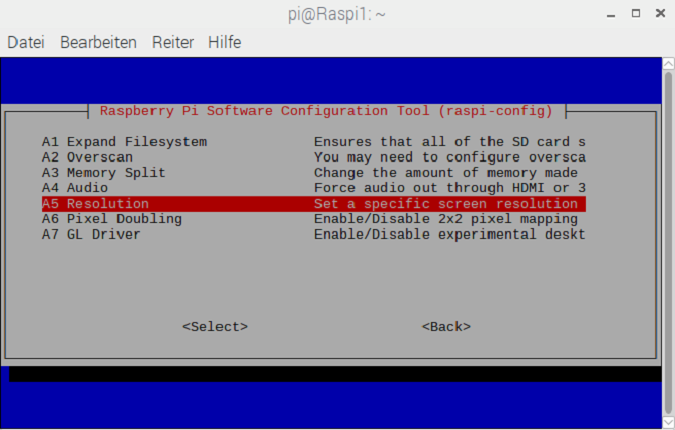 pi@Raspi1: ~
Datei Bearbeiten Reiter Hilfe
Raspberry Pi Software Configuration Tool (raspi-config)
A1 Expand Filesystem Ensures that all of the SD card s
A2 Overscan You may need to configure oversca
A3 Memory Split Change the amount of memory made
A4 Audio Force audio out through HDMI or 3
A5 Resolution Set a specific screen resolution
A6 Pixel Doubling Enable/Disable 2x2 pixel mapping
A7 GL Driver Enable/Disable experimental deskt
<Select> <Back>